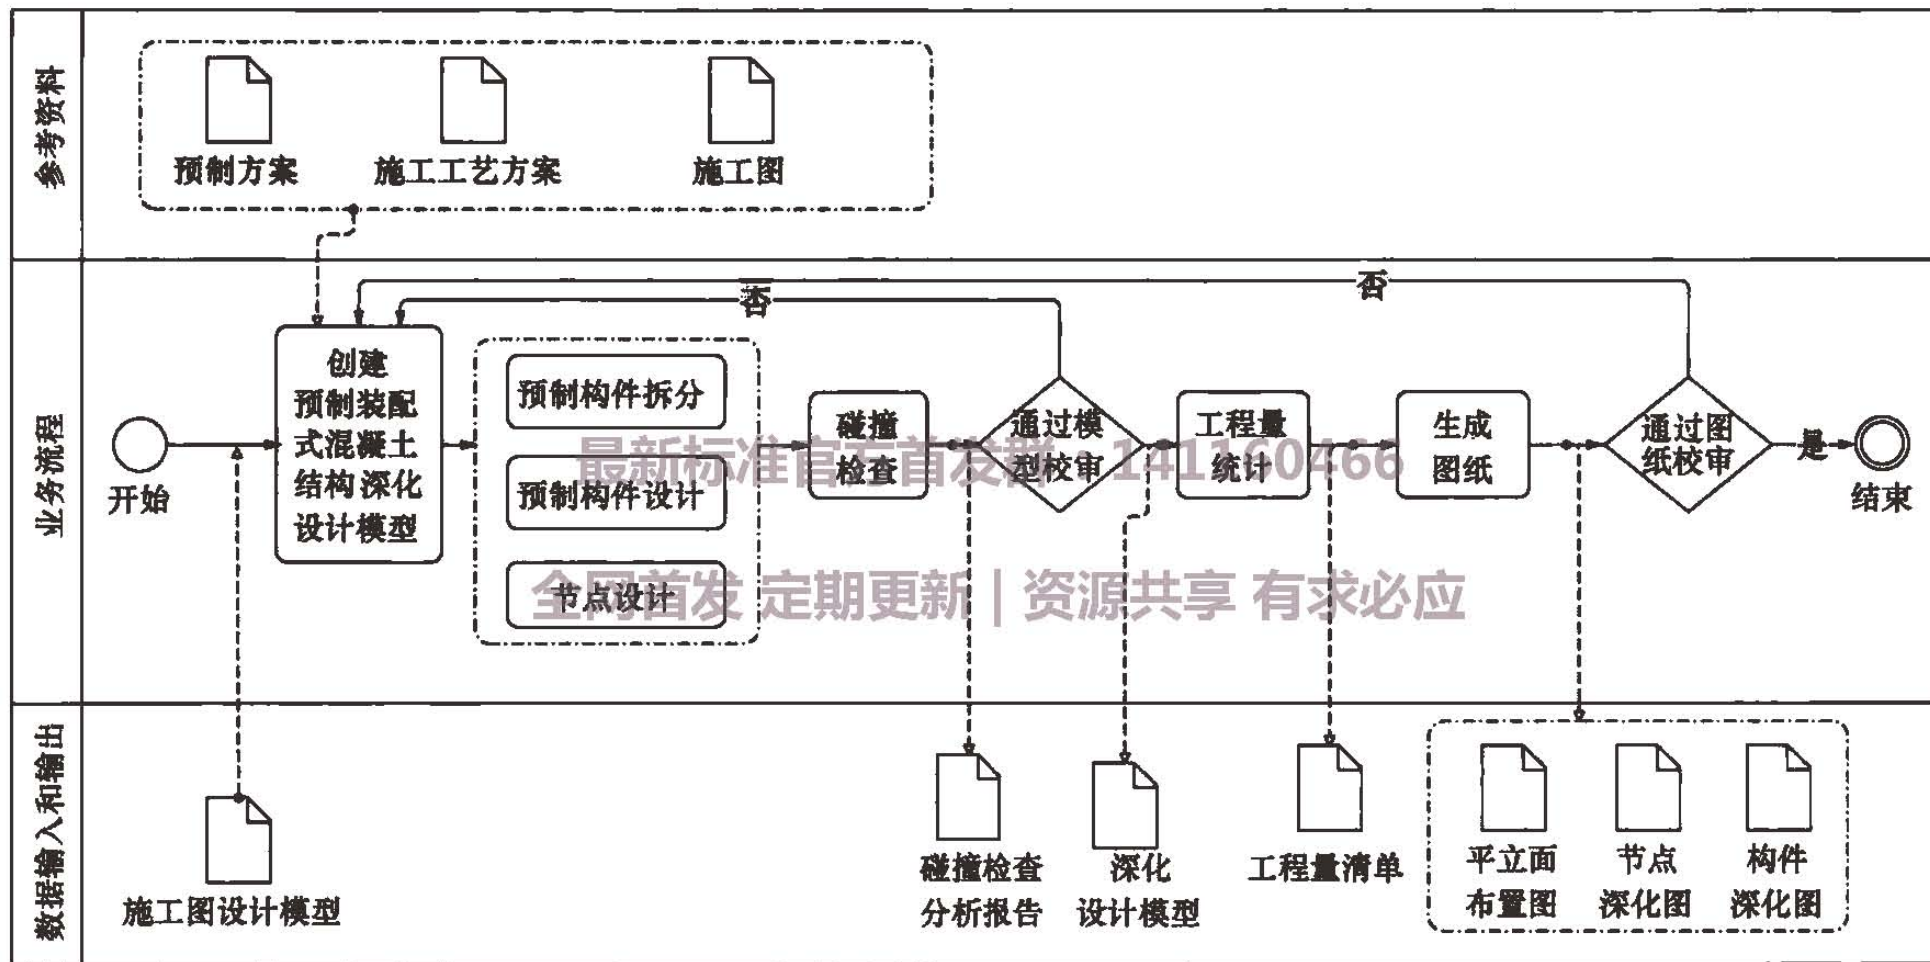 参考资料
预制方案
施工工艺方案
施工图
业务流程
开始
创建
预制装配
式混凝土
结构深化
设计模型
预制构件拆分
预制构件设计
节点设计
碰撞
检查
否
通过模
型校审
工程量
统计
生成
图纸
否
通过图
纸校审
是
结束
最新标准官方首发群：141160466
全网首发 定期更新 | 资源共享 有求必应
数据输入和输出
施工图设计模型
碰撞检查
分析报告
深化
设计模型
工程量清单
平立面
布置图
节点
深化图
构件
深化图